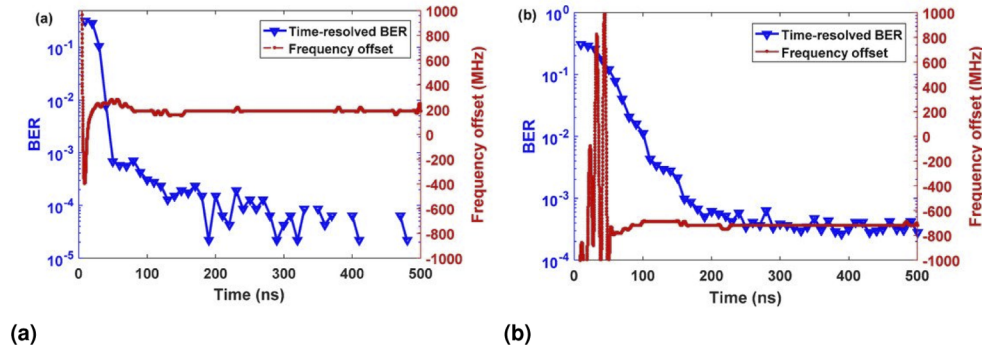 (a)
Time-resolved BER
Frequency offset
BER
10^-1
10^-2
10^-3
10^-4
10^-5
0 100 200 300 400 500
Time (ns)
1000
800
600
400
200
0
-200
-400
-600
-800
-1000
Frequency offset (MHz)
(b)
Time-resolved BER
Frequency offset
BER
10^0
10^-1
10^-2
10^-3
10^-4
0 100 200 300 400 500
Time (ns)
1000
800
600
400
200
0
-200
-400
-600
-800
-1000
Frequency offset (MHz)
(a) (b)